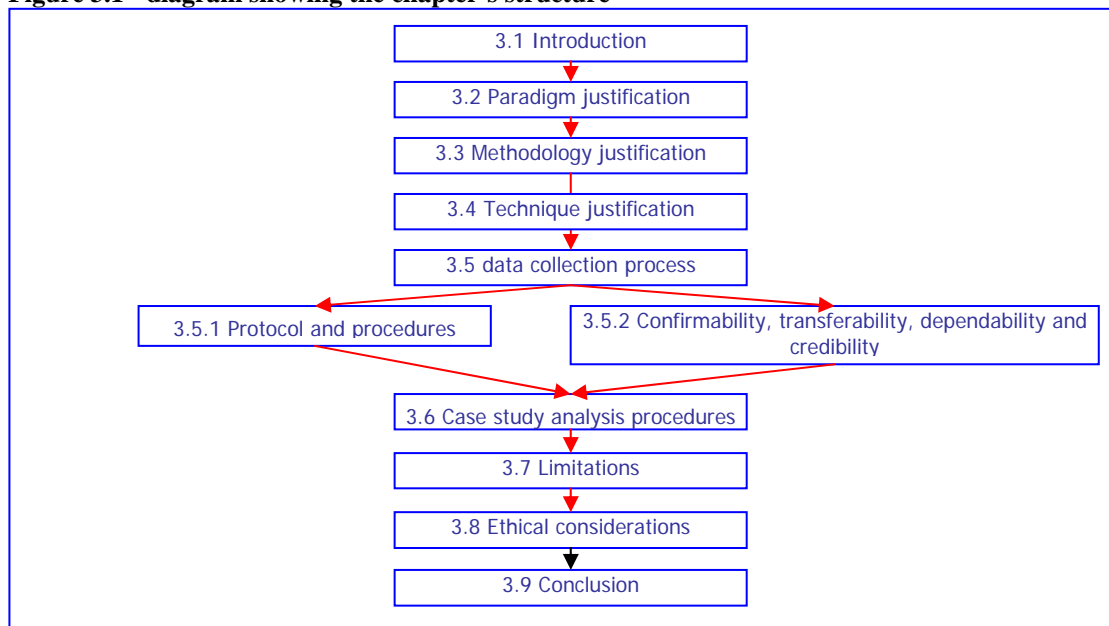 Figure 3.1 diagram showing the chapter's structure
3.1 Introduction
3.2 Paradigm justification
3.3 Methodology justification
3.4 Technique justification
3.5 data collection process
3.5.1 Protocol and procedures
3.5.2 Confirmability, transferability, dependability and
credibility
3.6 Case study analysis procedures
3.7 Limitations
3.8 Ethical considerations
3.9 Conclusion